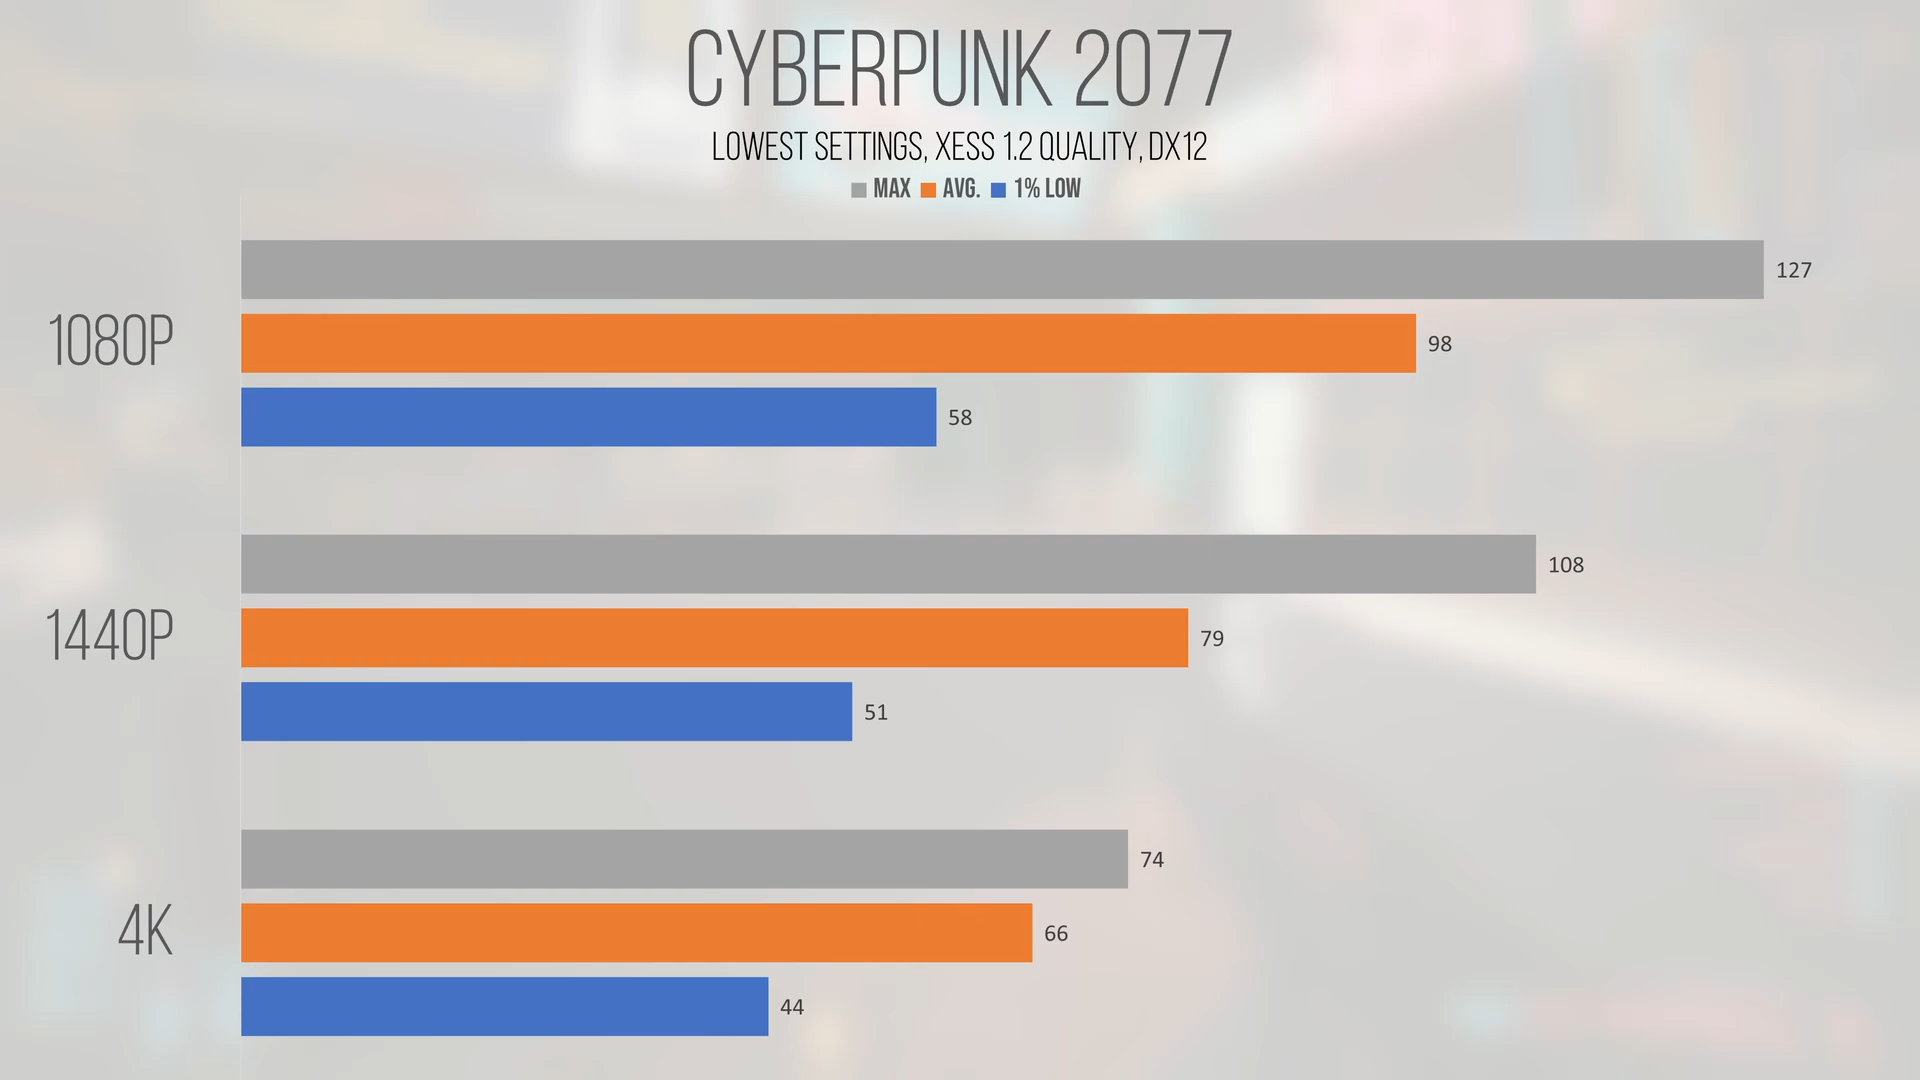 CYBERPUNK 2077
LOWEST SETTINGS, XESS 1.2 QUALITY, DX12
MAX AVG. 1% LOW
127
1080P
98
58
108
1440P
79
51
74
4K
66
44